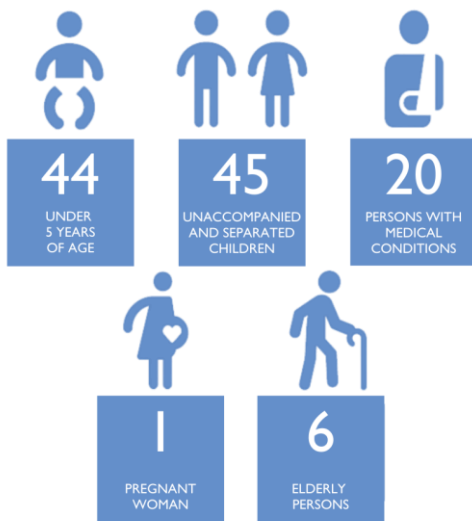 44
UNDER
5 YEARS
OF AGE
45
UNACCOMPANIED
AND SEPARATED
CHILDREN
20
PERSONS WITH
MEDICAL
CONDITIONS
1
PREGNANT
WOMAN
6
ELDERLY
PERSONS